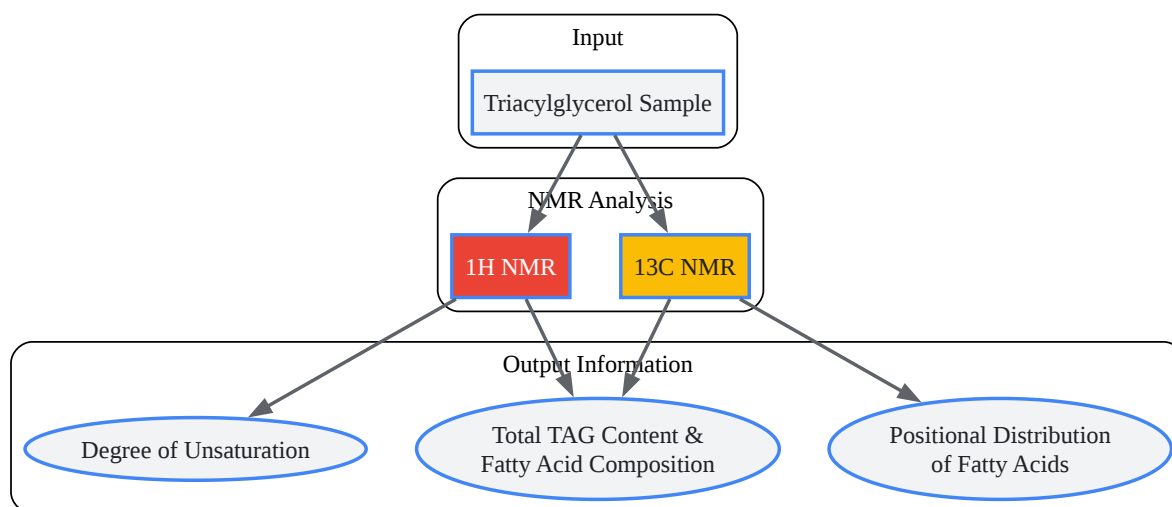 Input
Triacylglycerol Sample
NMR Analysis
1H NMR
13C NMR
Output Information
Degree of Unsaturation
Total TAG Content &
Fatty Acid Composition
Positional Distribution
of Fatty Acids